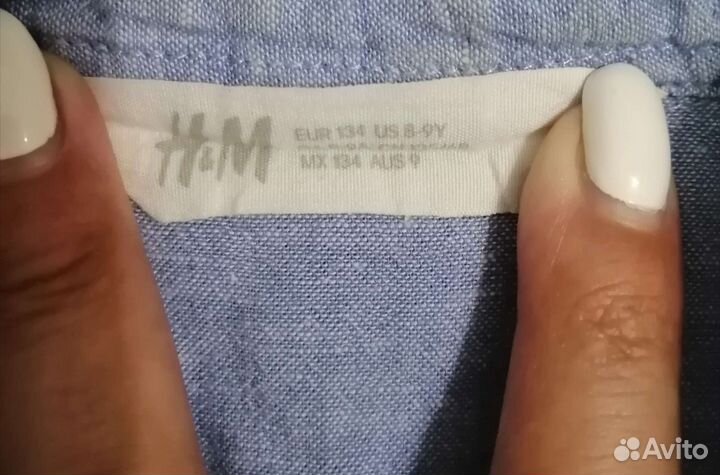 H&M
EUR 134 US 8-9Y
MX 134 AUS 9
Avito